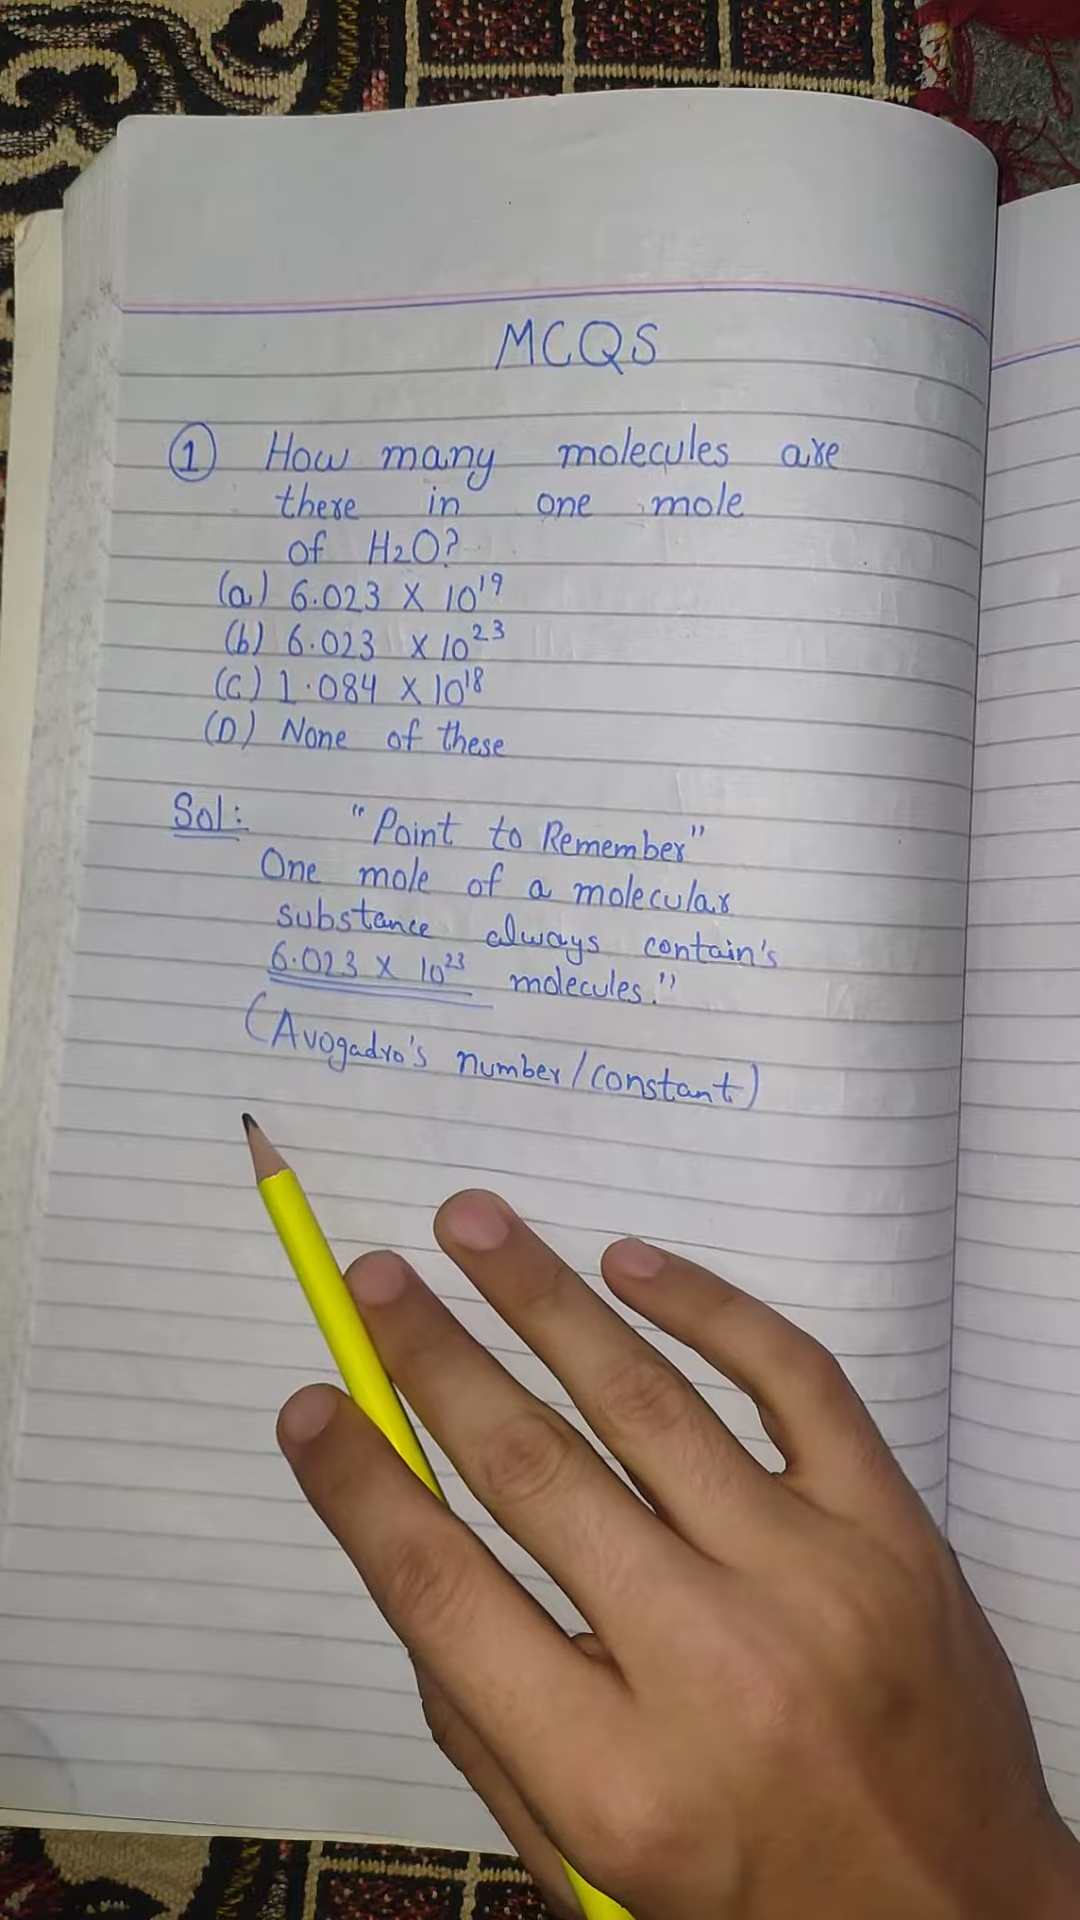 MCQS
① How many molecules are
there in one mole
of H2O?
(a) 6.023 X 10¹⁹
(b) 6.023 X 10²³
(C) 1.084 X 10¹⁸
(D) None of these
Sol: "Point to Remember"
One mole of a molecular
substance always contain's
6.023 X 10²³ molecules."
(Avogadro's number/constant)